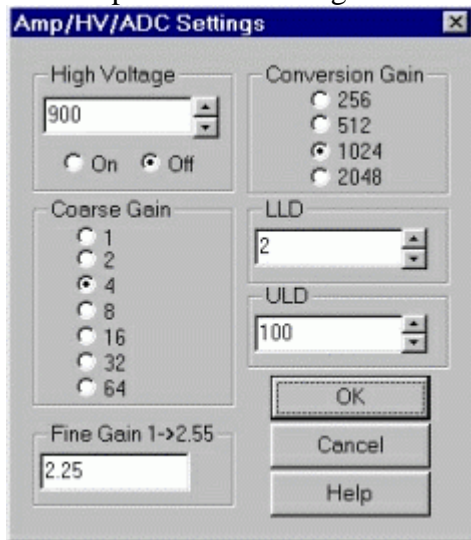 Amp/HV/ADC Settings
High Voltage
900
On
Off
Coarse Gain
1
2
4
8
16
32
64
Fine Gain 1->2.55
2.25
Conversion Gain
256
512
1024
2048
LLD
2
ULD
100
OK
Cancel
Help